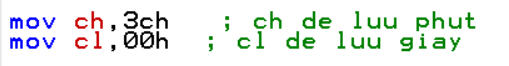 mov ch,3ch    ; ch de luu phut
mov cl,00h   ; cl de luu giay